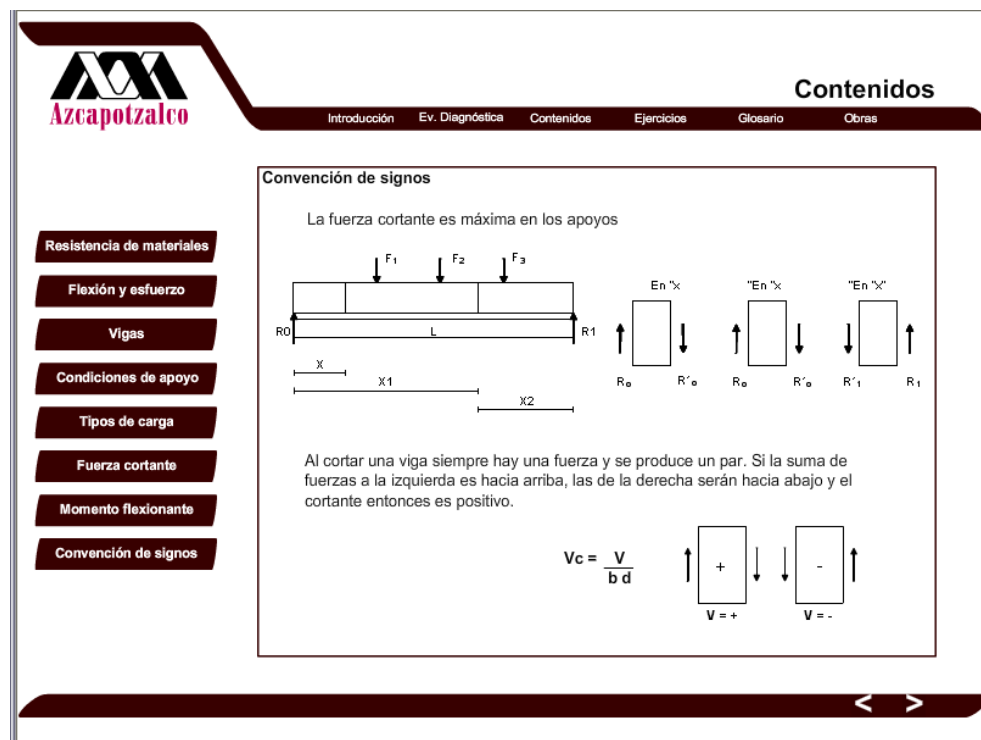 Azcapotzalco
Contenidos
Introducción Ev. Diagnóstica Contenidos Ejercicios Glosario Obras
Resistencia de materiales
Flexión y esfuerzo
Vigas
Condiciones de apoyo
Tipos de carga
Fuerza cortante
Momento flexionante
Convención de signos
Convención de signos
La fuerza cortante es máxima en los apoyos
F₁ F₂ F₃
R0 L R1
X
X1
X2
En "x "En "x "En "X"
R₀ R´₀ R₀ R´₀ R´₁ R₁
Al cortar una viga siempre hay una fuerza y se produce un par. Si la suma de
fuerzas a la izquierda es hacia arriba, las de la derecha serán hacia abajo y el
cortante entonces es positivo.
Vc = V
b d
+ -
V = + V = -
< >